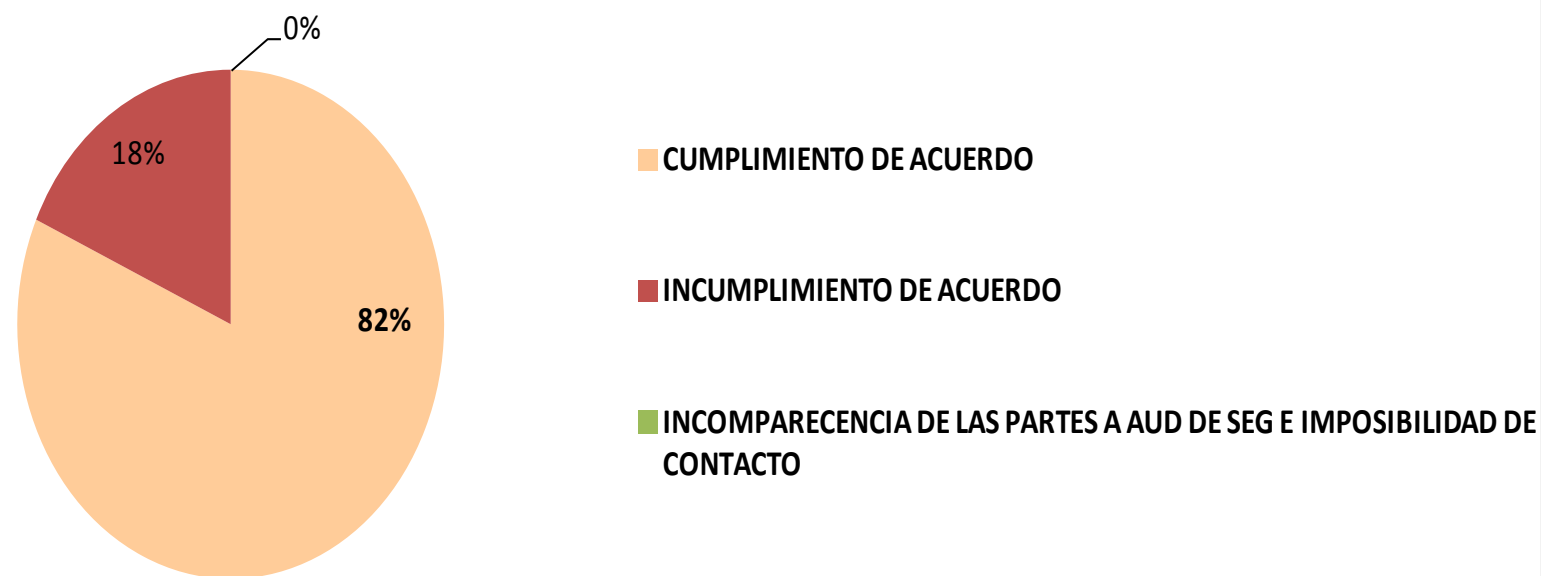 0%
18%
82%
CUMPLIMIENTO DE ACUERDO
INCUMPLIMIENTO DE ACUERDO
INCOMPARECENCIA DE LAS PARTES A AUD DE SEG E IMPOSIBILIDAD DE
CONTACTO